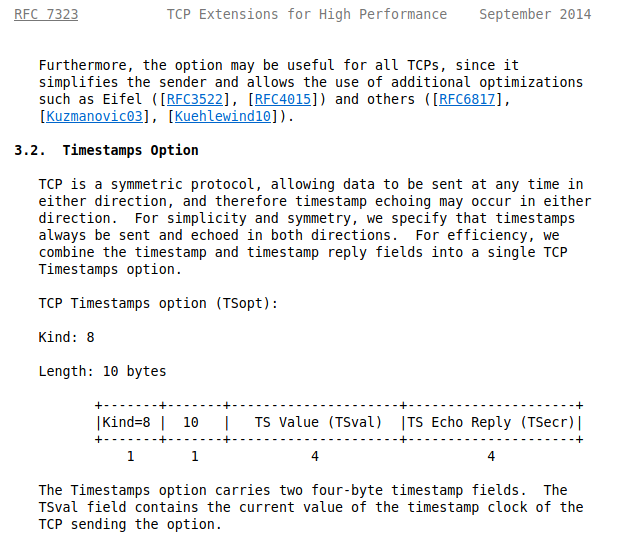 RFC 7323 TCP Extensions for High Performance September 2014
Furthermore, the option may be useful for all TCPs, since it
simplifies the sender and allows the use of additional optimizations
such as Eifel ([RFC3522], [RFC4015]) and others ([RFC6817],
[Kuzmanovic03], [Kuehlewind10]).
3.2. Timestamps Option
TCP is a symmetric protocol, allowing data to be sent at any time in
either direction, and therefore timestamp echoing may occur in either
direction. For simplicity and symmetry, we specify that timestamps
always be sent and echoed in both directions. For efficiency, we
combine the timestamp and timestamp reply fields into a single TCP
Timestamps option.
TCP Timestamps option (TSopt):
Kind: 8
Length: 10 bytes
+-------+-------+---------------------+---------------------+
|Kind=8 | 10 | TS Value (TSval) |TS Echo Reply (TSecr)|
+-------+-------+---------------------+---------------------+
1 1 4 4
The Timestamps option carries two four-byte timestamp fields. The
TSval field contains the current value of the timestamp clock of the
TCP sending the option.